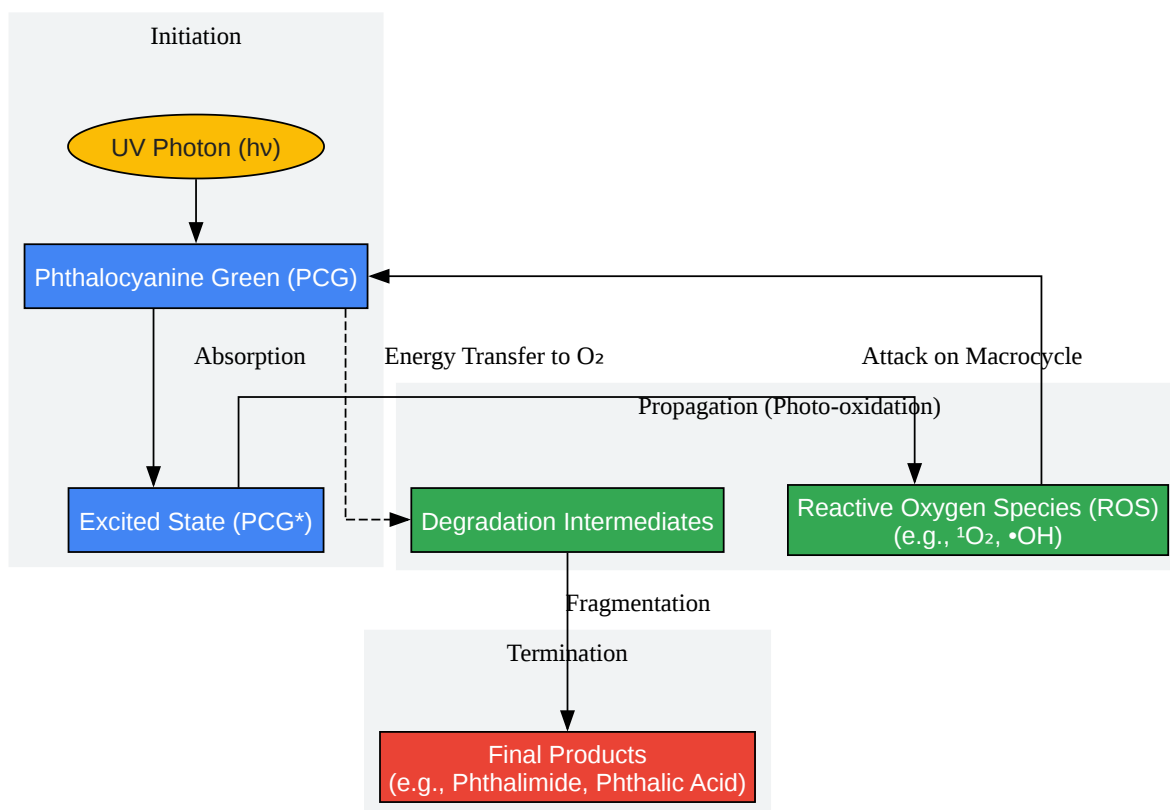 Initiation
UV Photon (hν)
Phthalocyanine Green (PCG)
Absorption
Energy Transfer to O₂
Attack on Macrocycle
Propagation (Photo-oxidation)
Excited State (PCG*)
Degradation Intermediates
Reactive Oxygen Species (ROS)
(e.g., ¹O₂, •OH)
Fragmentation
Termination
Final Products
(e.g., Phthalimide, Phthalic Acid)